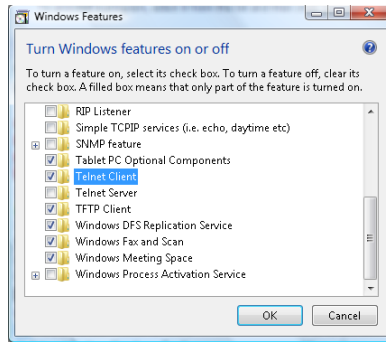 Windows Features
Turn Windows features on or off
To turn a feature on, select its check box. To turn a feature off, clear its
check box. A filled box means that only part of the feature is turned on.
RIP Listener
Simple TCPIP services (i.e. echo, daytime etc)
SNMP feature
Tablet PC Optional Components
Telnet Client
Telnet Server
TFTP Client
Windows DFS Replication Service
Windows Fax and Scan
Windows Meeting Space
Windows Process Activation Service
OK Cancel